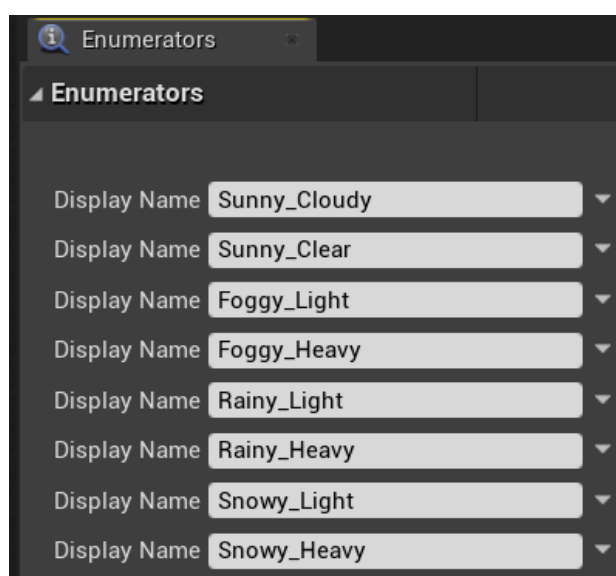 Enumerators
Enumerators
Display Name Sunny_Cloudy
Display Name Sunny_Clear
Display Name Foggy_Light
Display Name Foggy_Heavy
Display Name Rainy_Light
Display Name Rainy_Heavy
Display Name Snowy_Light
Display Name Snowy_Heavy